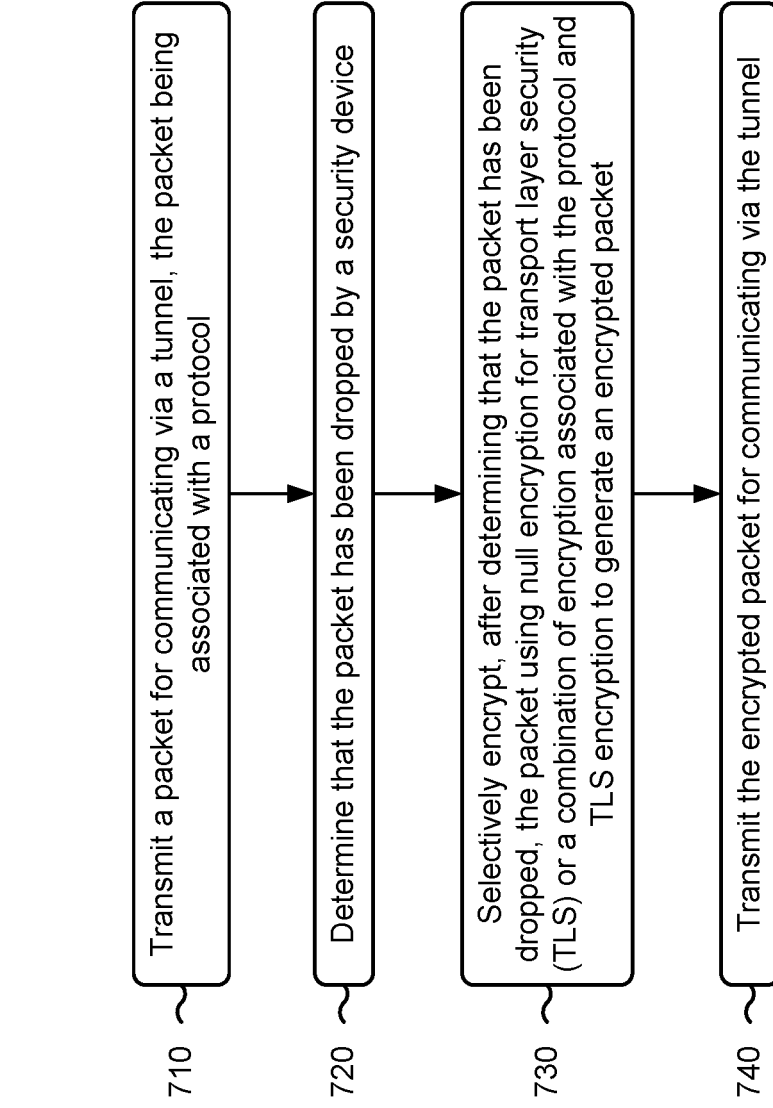 710
Transmit a packet for communicating via a tunnel, the packet being
associated with a protocol
720
Determine that the packet has been dropped by a security device
730
Selectively encrypt, after determining that the packet has been
dropped, the packet using null encryption for transport layer security
(TLS) or a combination of encryption associated with the protocol and
TLS encryption to generate an encrypted packet
740
Transmit the encrypted packet for communicating via the tunnel